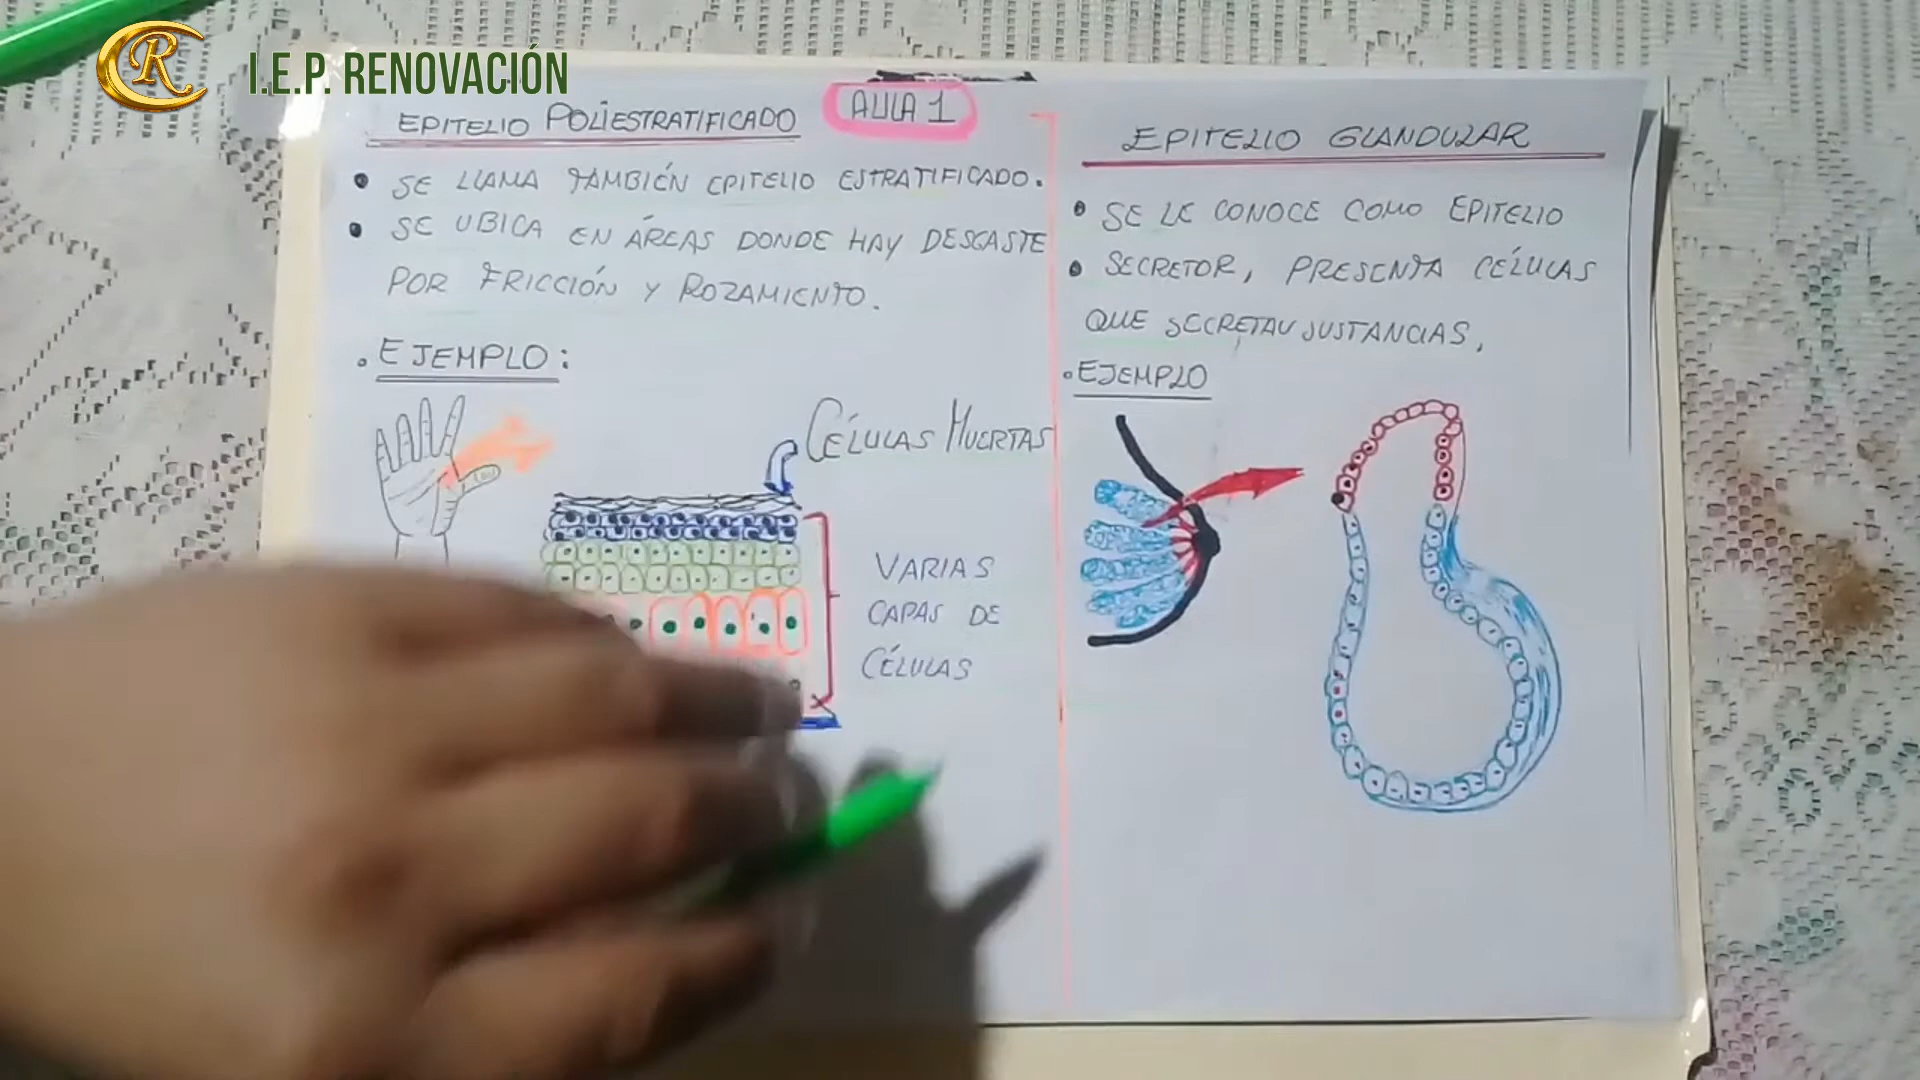 I.E.P. RENOVACIÓN
AULA 1
EPITELIO POLIESTRATIFICADO
• SE LLAMA TAMBIÉN EPITELIO ESTRATIFICADO.
• SE UBICA EN ÁREAS DONDE HAY DESGASTE
POR FRICCIÓN Y ROZAMIENTO.
• EJEMPLO:
CÉLULAS MUERTAS
VARIAS
CAPAS DE
CÉLULAS
EPITELIO GLANDULAR
• SE LE CONOCE COMO EPITELIO
• SECRETOR, PRESENTA CÉLULAS
QUE SECRETAN SUSTANCIAS,
• EJEMPLO